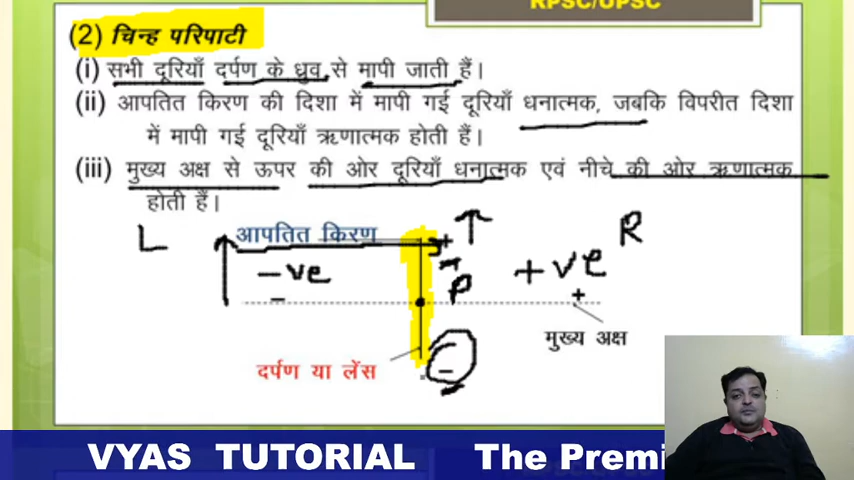 RPSC/UPSC
(2) चिन्ह परिपाटी
(i) सभी दूरियाँ दर्पण के ध्रुव से मापी जाती हैं।
(ii) आपतित किरण की दिशा में मापी गई दूरियाँ धनात्मक, जबकि विपरीत दिशा
में मापी गई दूरियाँ ऋणात्मक होती हैं।
(iii) मुख्य अक्ष से ऊपर की ओर दूरियाँ धनात्मक एवं नीचे की ओर ऋणात्मक
होती हैं।
L आपतित किरण + R
-ve P +ve
- +
मुख्य अक्ष
दर्पण या लेंस -
VYAS TUTORIAL The Premi